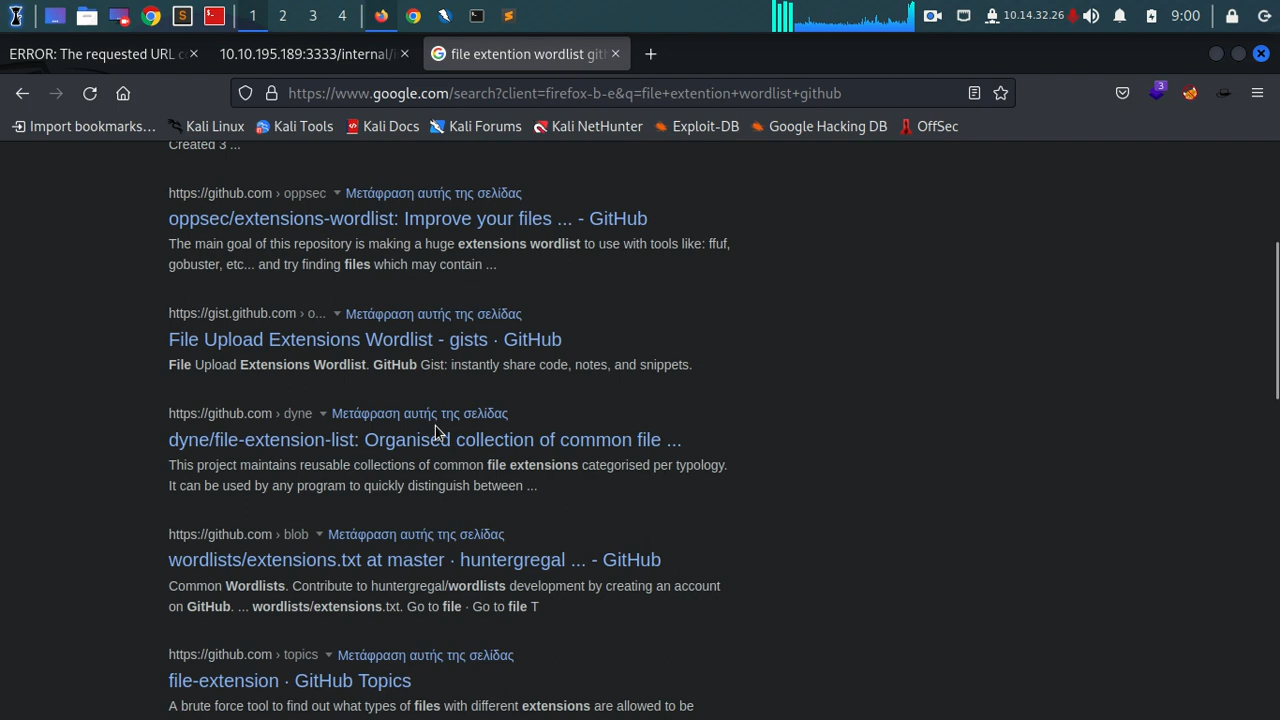 1 2 3 4 10.14.32.26 9:00
ERROR: The requested URL c 10.10.195.189:3333/internal/i file extention wordlist git
https://www.google.com/search?client=firefox-b-e&q=file+extention+wordlist+github 3
Import bookmarks... Kali Linux Kali Tools Kali Docs Kali Forums Kali NetHunter Exploit-DB Google Hacking DB OffSec
Created 3 ...
https://github.com › oppsec Μετάφραση αυτής της σελίδας
oppsec/extensions-wordlist: Improve your files ... - GitHub
The main goal of this repository is making a huge extensions wordlist to use with tools like: ffuf,
gobuster, etc... and try finding files which may contain ...
https://gist.github.com › o... Μετάφραση αυτής της σελίδας
File Upload Extensions Wordlist - gists · GitHub
File Upload Extensions Wordlist. GitHub Gist: instantly share code, notes, and snippets.
https://github.com › dyne Μετάφραση αυτής της σελίδας
dyne/file-extension-list: Organised collection of common file ...
This project maintains reusable collections of common file extensions categorised per typology.
It can be used by any program to quickly distinguish between ...
https://github.com › blob Μετάφραση αυτής της σελίδας
wordlists/extensions.txt at master · huntergregal ... - GitHub
Common Wordlists. Contribute to huntergregal/wordlists development by creating an account
on GitHub. ... wordlists/extensions.txt. Go to file · Go to file T
https://github.com › topics Μετάφραση αυτής της σελίδας
file-extension · GitHub Topics
A brute force tool to find out what types of files with different extensions are allowed to be